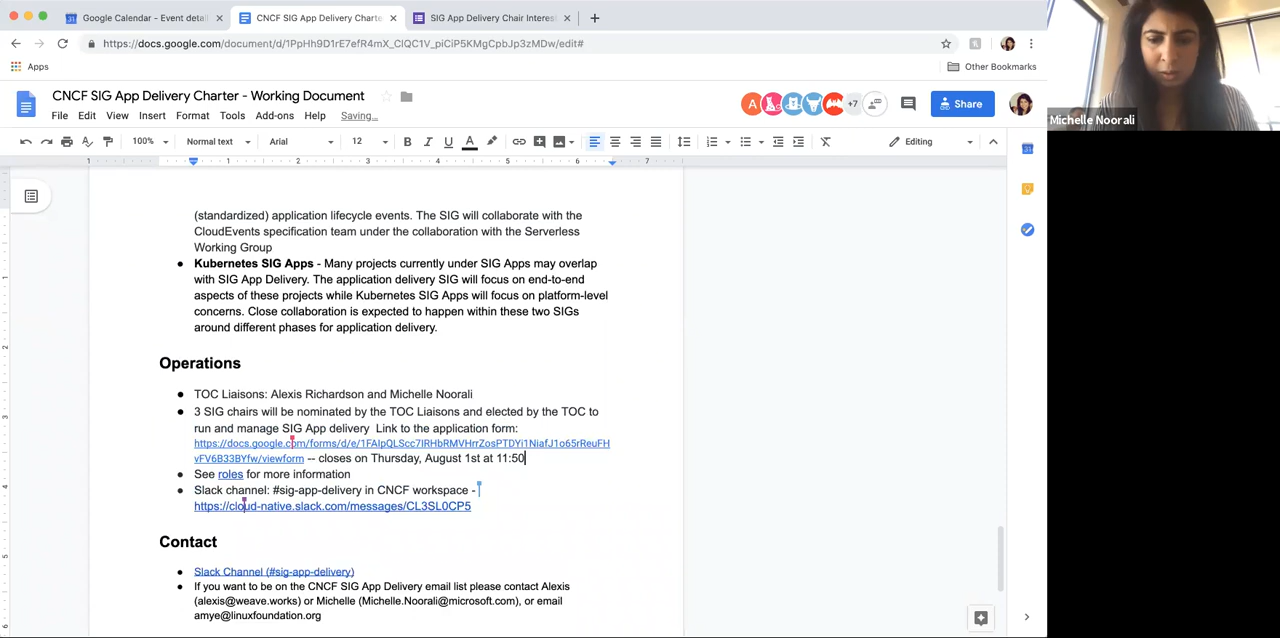 Google Calendar - Event detai
CNCF SIG App Delivery Charte
SIG App Delivery Chair Interes
https://docs.google.com/document/d/1PpHh9D1rE7efR4mX_ClQC1V_piCiP5KMgCpbJp3zMDw/edit#
Apps
Other Bookmarks
CNCF SIG App Delivery Charter - Working Document
File Edit View Insert Format Tools Add-ons Help Saving...
A +7 Share
100% Normal text Arial 12 B I U A Editing
1 1 2 3 4 5 6 7
(standardized) application lifecycle events. The SIG will collaborate with the
CloudEvents specification team under the collaboration with the Serverless
Working Group
● Kubernetes SIG Apps - Many projects currently under SIG Apps may overlap
with SIG App Delivery. The application delivery SIG will focus on end-to-end
aspects of these projects while Kubernetes SIG Apps will focus on platform-level
concerns. Close collaboration is expected to happen within these two SIGs
around different phases for application delivery.
Operations
● TOC Liaisons: Alexis Richardson and Michelle Noorali
● 3 SIG chairs will be nominated by the TOC Liaisons and elected by the TOC to
run and manage SIG App delivery Link to the application form:
https://docs.google.com/forms/d/e/1FAIpQLScc7IRHbRMVHrrZosPTDYi1NiafJ1o65rReuFH
vFV6B33BYfw/viewform -- closes on Thursday, August 1st at 11:50
● See roles for more information
● Slack channel: #sig-app-delivery in CNCF workspace -
https://cloud-native.slack.com/messages/CL3SL0CP5
Contact
● Slack Channel (#sig-app-delivery)
● If you want to be on the CNCF SIG App Delivery email list please contact Alexis
(alexis@weave.works) or Michelle (Michelle.Noorali@microsoft.com), or email
amye@linuxfoundation.org
Michelle Noorali